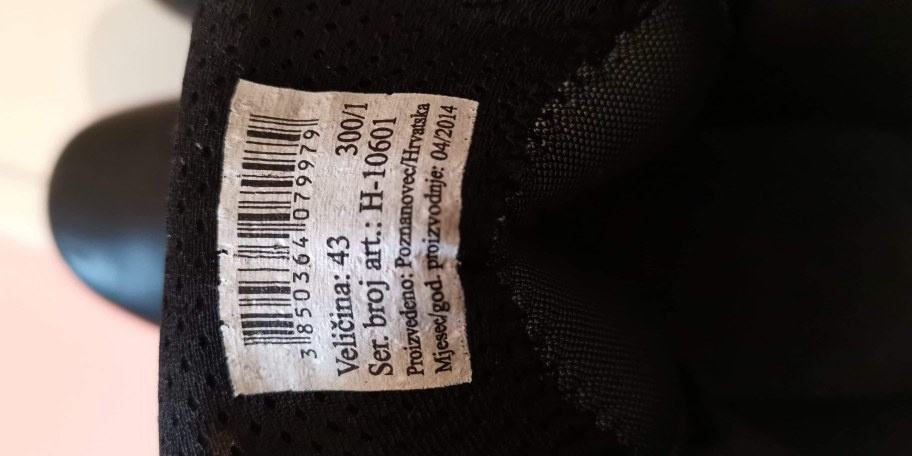 3 850364 079979
Veličina: 43 300/1
Ser. broj art.: H-10601
Proizvedeno: Poznanovec/Hrvatska
Mjesec/god. proizvodnje: 04/2014